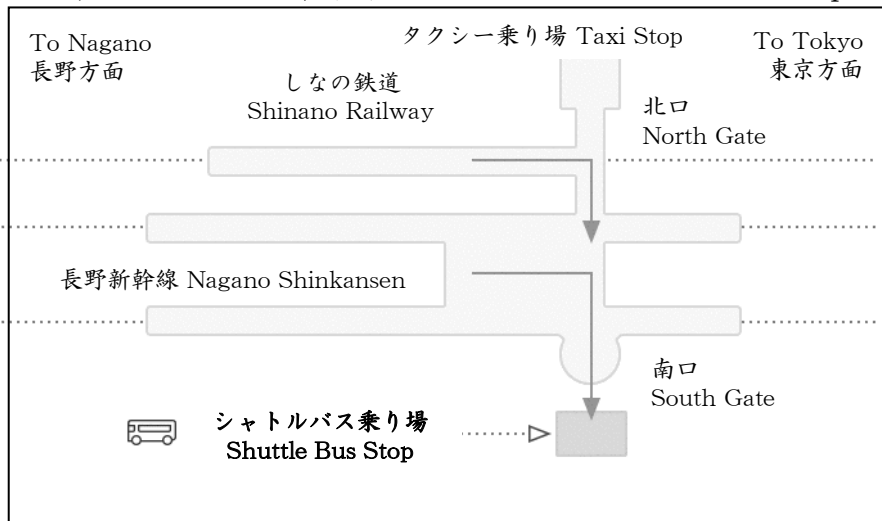 To Nagano
長野方面
タクシー乗り場 Taxi Stop
To Tokyo
東京方面
しなの鉄道
Shinano Railway
北口
North Gate
長野新幹線 Nagano Shinkansen
南口
South Gate
シャトルバス乗り場
Shuttle Bus Stop